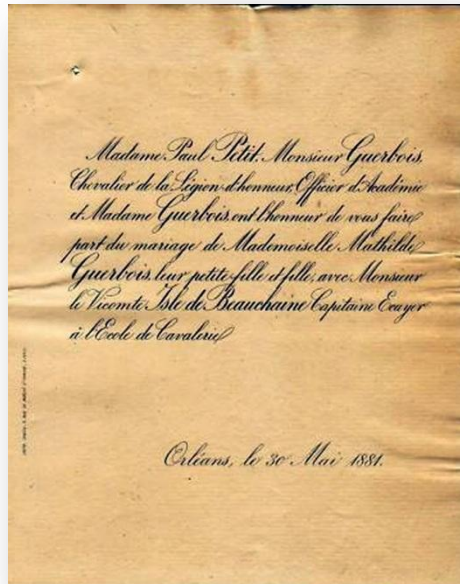 Madame Paul Petit, Monsieur Guerbois,
Chevalier de la Légion d'honneur, Officier d'Académie
et Madame Guerbois, ont l'honneur de vous faire
part du mariage de Mademoiselle Mathilde
Guerbois, leur petite-fille et fille, avec Monsieur
le Vicomte Isle de Beauchaine Capitaine Ecuyer
à l'Ecole de Cavalerie
Orléans, le 30 Mai 1881.